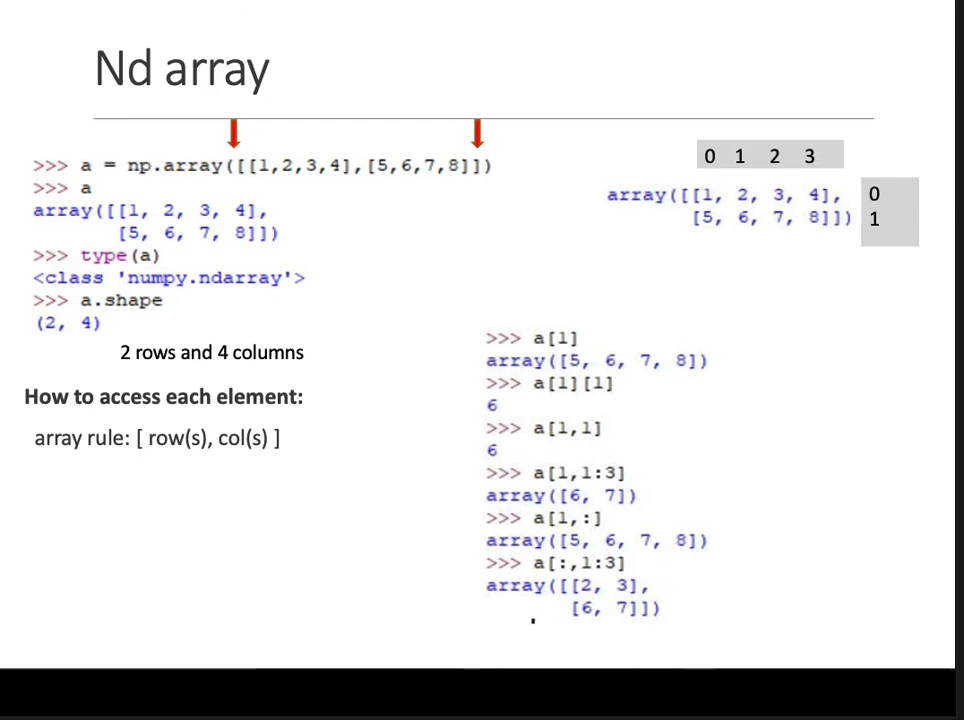 Nd array
>>> a = np.array([[1,2,3,4],[5,6,7,8]])
>>> a
array([[1, 2, 3, 4],
[5, 6, 7, 8]])
>>> type(a)
<class 'numpy.ndarray'>
>>> a.shape
(2, 4)
2 rows and 4 columns
How to access each element:
array rule: [ row(s), col(s) ]
0 1 2 3
array([[1, 2, 3, 4], 0
[5, 6, 7, 8]]) 1
>>> a[1]
array([5, 6, 7, 8])
>>> a[1][1]
6
>>> a[1,1]
6
>>> a[1,1:3]
array([6, 7])
>>> a[1,:]
array([5, 6, 7, 8])
>>> a[:,1:3]
array([[2, 3],
[6, 7]])